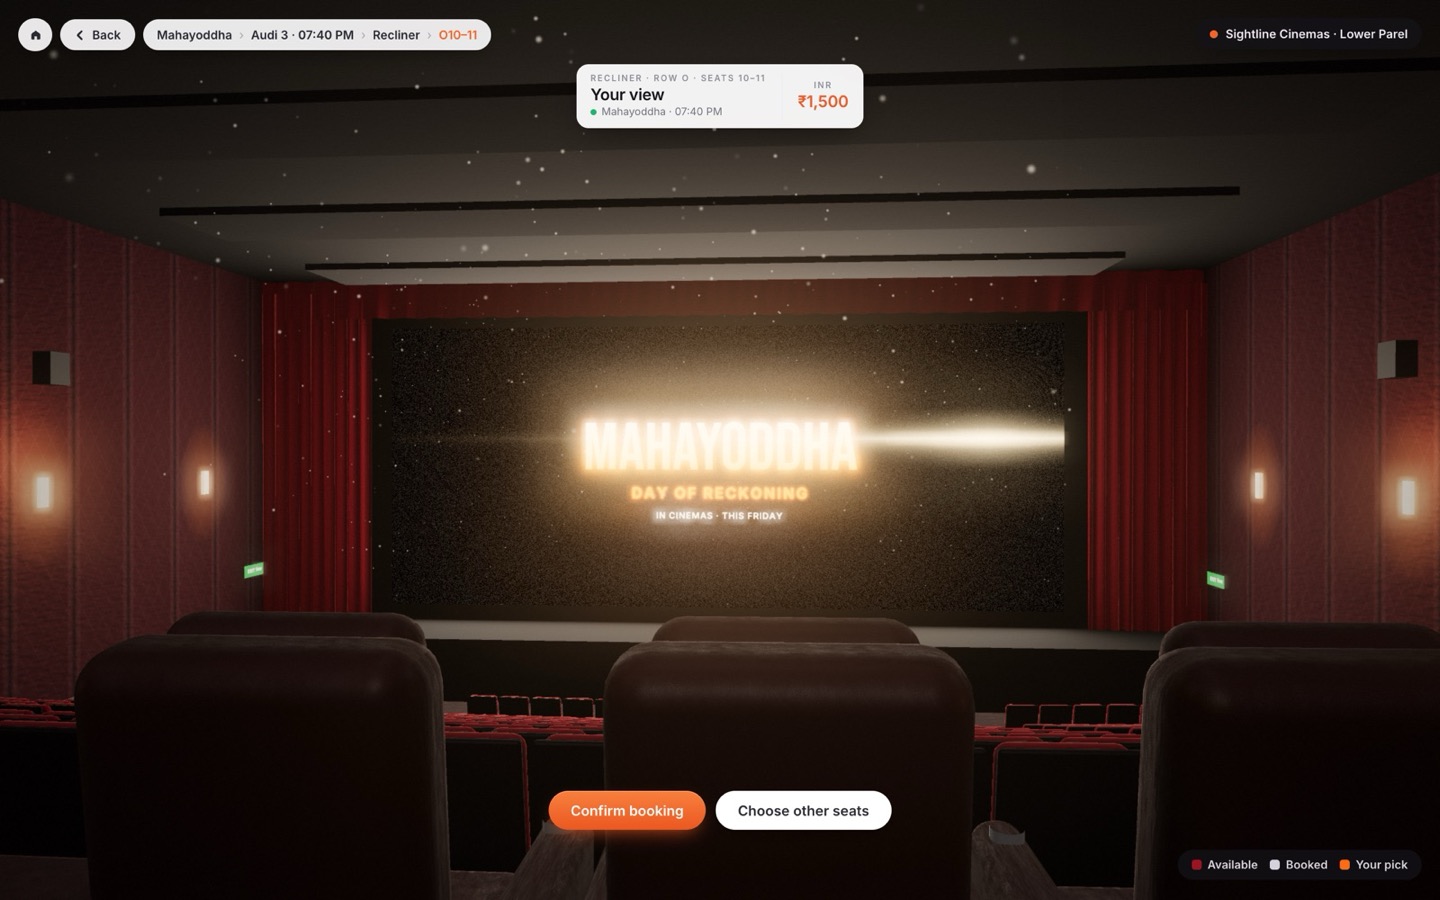 Back
Mahayoddha › Audi 3 · 07:40 PM › Recliner › O10–11
Sightline Cinemas · Lower Parel
RECLINER · ROW O · SEATS 10–11
Your view
Mahayoddha · 07:40 PM
INR
₹1,500
MAHAYODDHA
DAY OF RECKONING
IN CINEMAS · THIS FRIDAY
Confirm booking
Choose other seats
Available
Booked
Your pick